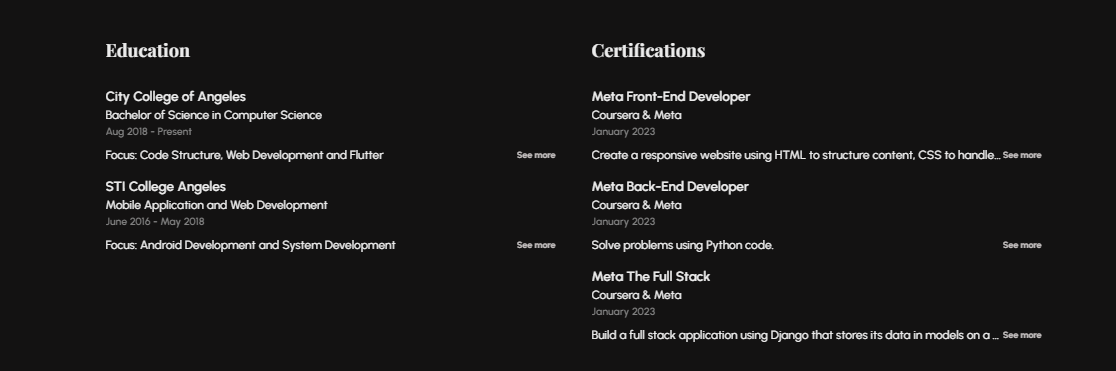 Education
City College of Angeles
Bachelor of Science in Computer Science
Aug 2018 - Present
Focus: Code Structure, Web Development and Flutter
See more
STI College Angeles
Mobile Application and Web Development
June 2016 - May 2018
Focus: Android Development and System Development
See more
Certifications
Meta Front-End Developer
Coursera & Meta
January 2023
Create a responsive website using HTML to structure content, CSS to handle... See more
Meta Back-End Developer
Coursera & Meta
January 2023
Solve problems using Python code.
See more
Meta The Full Stack
Coursera & Meta
January 2023
Build a full stack application using Django that stores its data in models on a ... See more